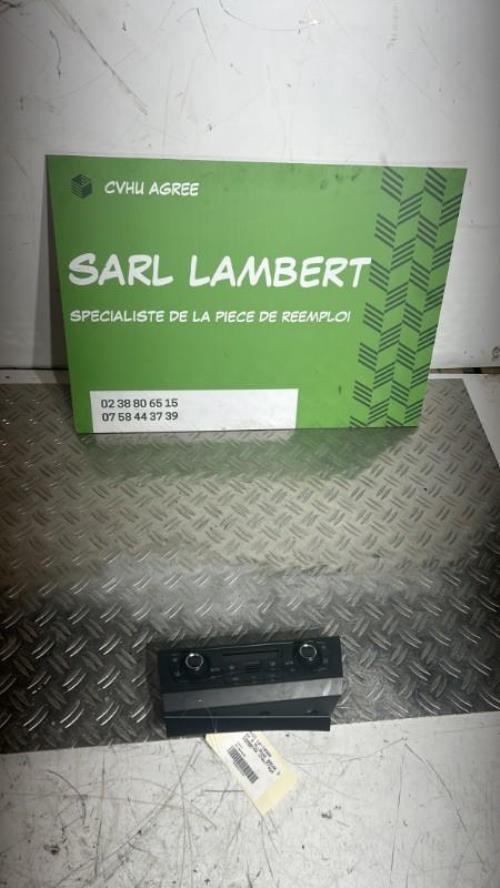 CVHU AGREE
SARL LAMBERT
SPECIALISTE DE LA PIECE DE REEMPLOI
02 38 80 65 15
07 58 44 37 39